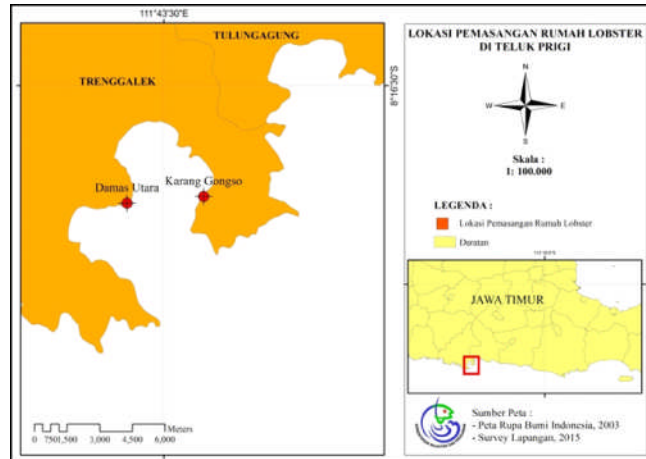 111°43'30"E
TULUNGAGUNG
TRENGGALEK
8°16'30"S
Damas Utara
Karang Gongso
Meters
0 750 1,500 3,000 4,500 6,000
LOKASI PEMASANGAN RUMAH LOBSTER
DI TELUK PRIGI
N
W E
S
Skala :
1: 100.000
LEGENDA :
Lokasi Pemasangan Rumah Lobster
Daratan
JAWA TIMUR
Sumber Peta :
- Peta Rupa Bumi Indonesia, 2003
- Survey Lapangan, 2015